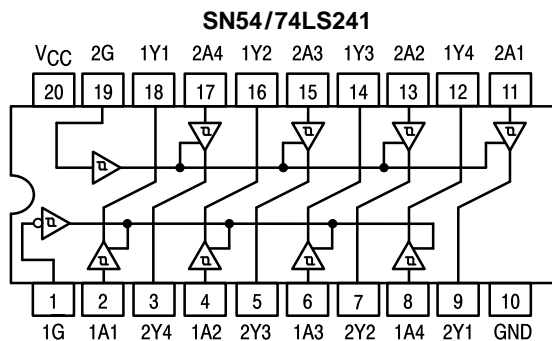 SN54/74LS241
VCC 2G 1Y1 2A4 1Y2 2A3 1Y3 2A2 1Y4 2A1
20 19 18 17 16 15 14 13 12 11
1 2 3 4 5 6 7 8 9 10
1G 1A1 2Y4 1A2 2Y3 1A3 2Y2 1A4 2Y1 GND